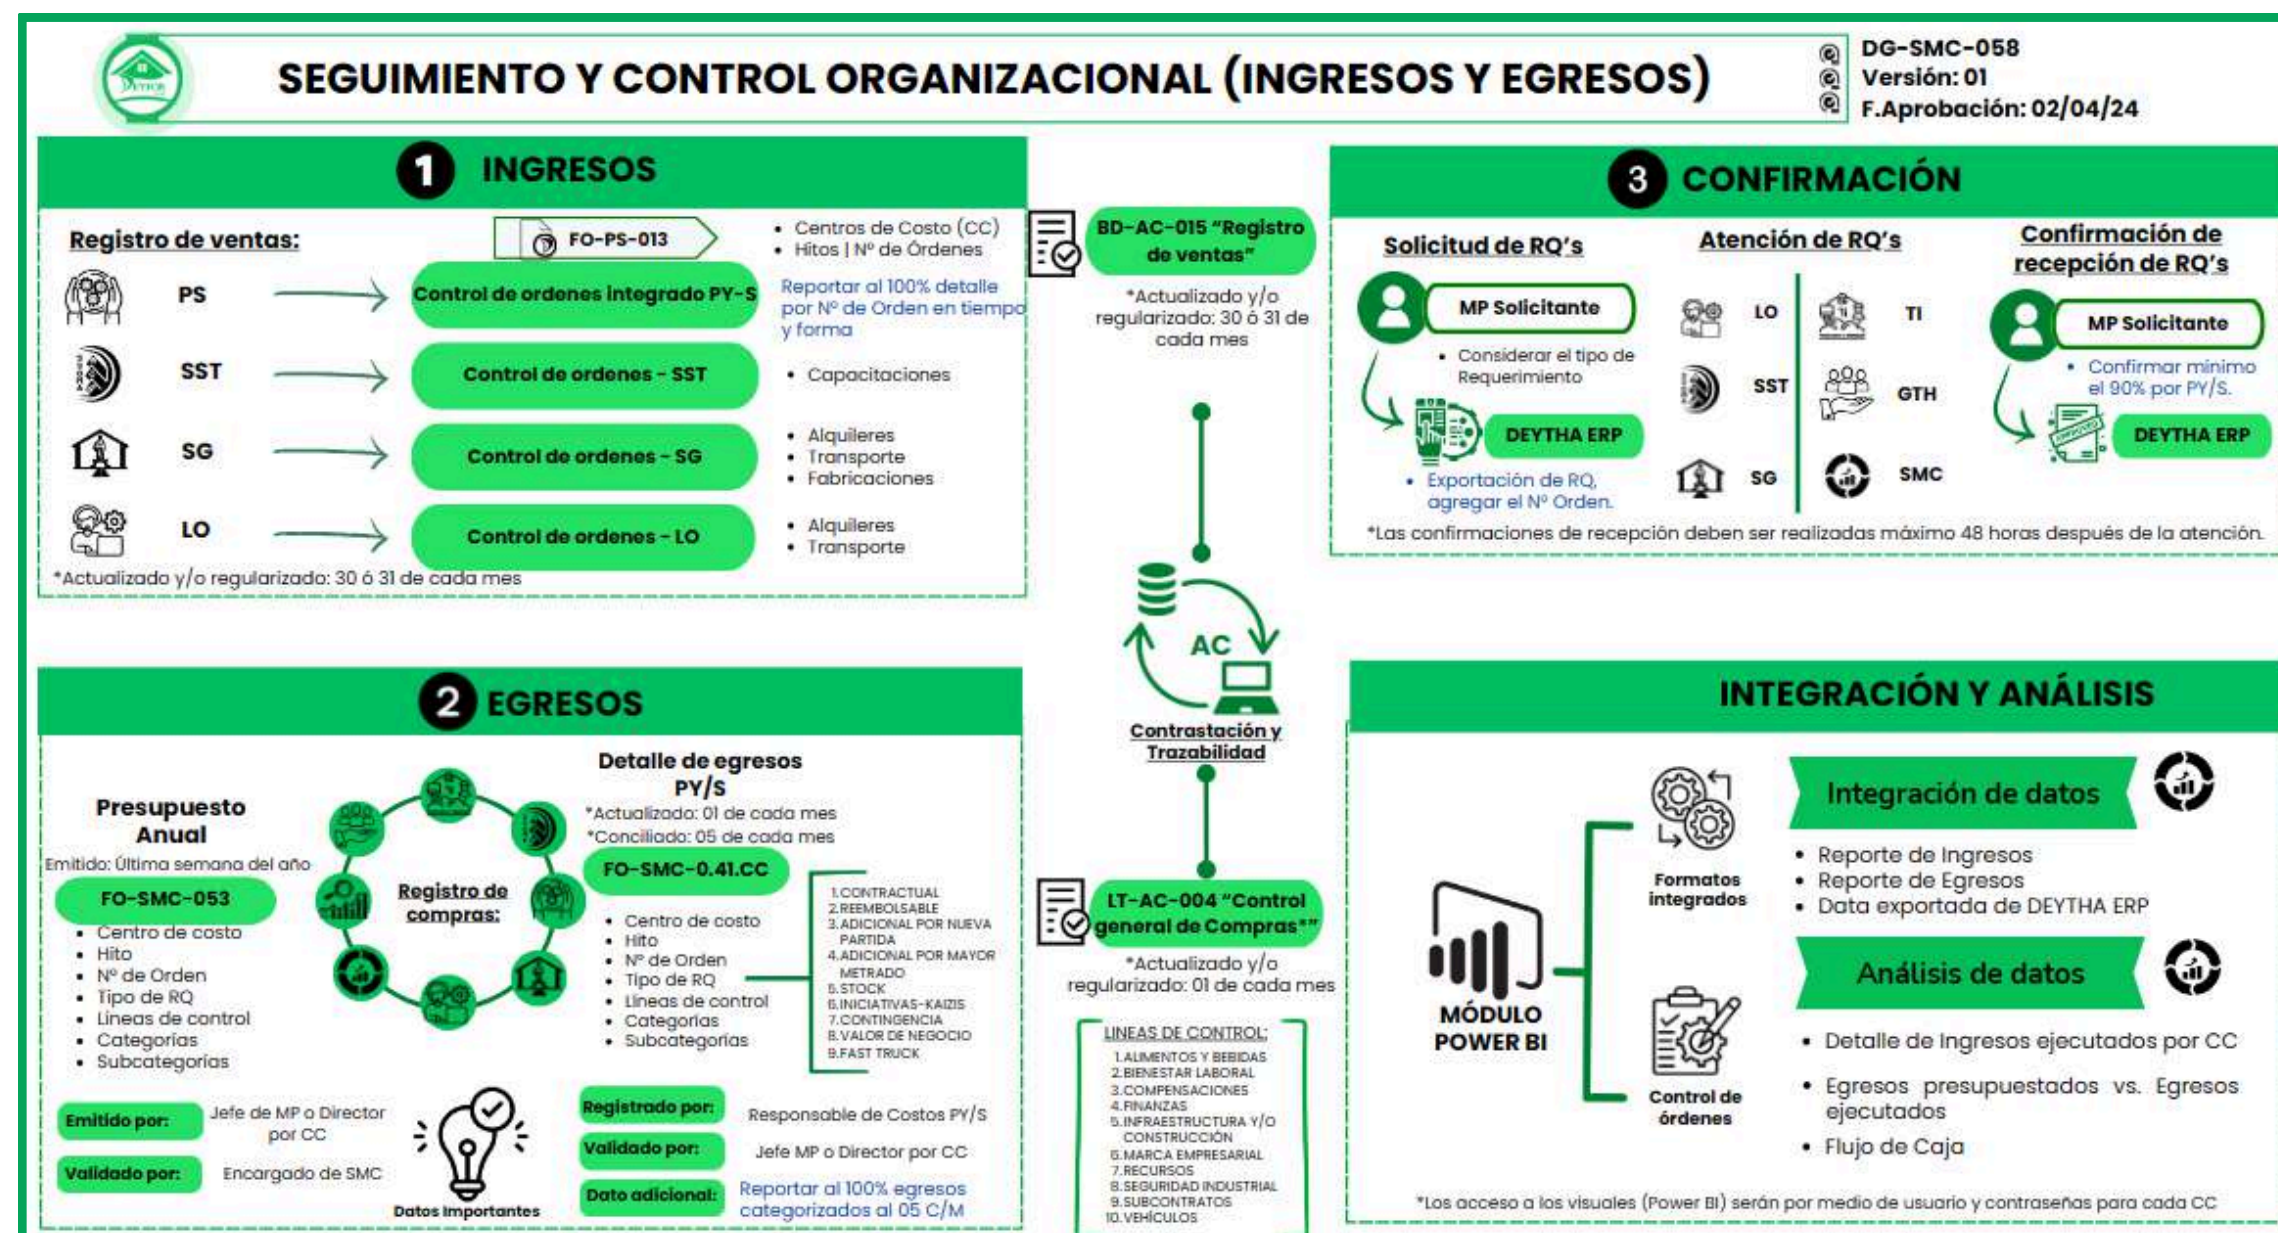 SEGUIMIENTO Y CONTROL ORGANIZACIONAL (INGRESOS Y EGRESOS)
DG-SMC-058
Versión: 01
F.Aprobación: 02/04/24
1 INGRESOS
Registro de ventas:
FO-PS-013
• Centros de Costo (CC)
• Hitos | Nº de Órdenes
PS
Control de ordenes integrado PY-S
Reportar al 100% detalle
por Nº de Orden en tiempo
y forma
SST
Control de ordenes - SST
• Capacitaciones
SG
Control de ordenes - SG
• Alquileres
• Transporte
• Fabricaciones
LO
Control de ordenes - LO
• Alquileres
• Transporte
*Actualizado y/o regularizado: 30 ó 31 de cada mes
BD-AC-015 “Registro
de ventas”
*Actualizado y/o
regularizado: 30 ó 31 de
cada mes
AC
Contrastación y
Trazabilidad
LT-AC-004 “Control
general de Compras*”
*Actualizado y/o
regularizado: 01 de cada mes
LINEAS DE CONTROL:
1.ALIMENTOS Y BEBIDAS
2.BIENESTAR LABORAL
3.COMPENSACIONES
4.FINANZAS
5.INFRAESTRUCTURA Y/O
CONSTRUCCIÓN
6.MARCA EMPRESARIAL
7.RECURSOS
8.SEGURIDAD INDUSTRIAL
9.SUBCONTRATOS
10.VEHÍCULOS
3 CONFIRMACIÓN
Solicitud de RQ’s
MP Solicitante
• Considerar el tipo de
Requerimiento
DEYTHA ERP
• Exportación de RQ,
agregar el Nº Orden.
Atención de RQ’s
LO
TI
SST
GTH
SG
SMC
Confirmación de
recepción de RQ’s
MP Solicitante
• Confirmar mínimo
el 90% por PY/S.
APPROVED
DEYTHA ERP
*Las confirmaciones de recepción deben ser realizadas máximo 48 horas después de la atención.
2 EGRESOS
Presupuesto
Anual
Emitido: Última semana del año
FO-SMC-053
• Centro de costo
• Hito
• Nº de Orden
• Tipo de RQ
• Líneas de control
• Categorías
• Subcategorías
Registro de
compras:
Detalle de egresos
PY/S
*Actualizado: 01 de cada mes
*Conciliado: 05 de cada mes
FO-SMC-0.41.CC
• Centro de costo
• Hito
• Nº de Orden
• Tipo de RQ
• Líneas de control
• Categorías
• Subcategorías
1.CONTRACTUAL
2.REEMBOLSABLE
3.ADICIONAL POR NUEVA
PARTIDA
4.ADICIONAL POR MAYOR
METRADO
5.STOCK
6.INICIATIVAS-KAIZIS
7.CONTINGENCIA
8.VALOR DE NEGOCIO
9.FAST TRUCK
Emitido por:
Jefe de MP o Director
por CC
Validado por:
Encargado de SMC
Datos Importantes
Registrado por:
Responsable de Costos PY/S
Validado por:
Jefe MP o Director por CC
Dato adicional:
Reportar al 100% egresos
categorizados al 05 C/M
INTEGRACIÓN Y ANÁLISIS
MÓDULO
POWER BI
Formatos
integrados
Integración de datos
• Reporte de Ingresos
• Reporte de Egresos
• Data exportada de DEYTHA ERP
Control de
órdenes
Análisis de datos
• Detalle de Ingresos ejecutados por CC
• Egresos presupuestados vs. Egresos
ejecutados
• Flujo de Caja
*Los acceso a los visuales (Power BI) serán por medio de usuario y contraseñas para cada CC